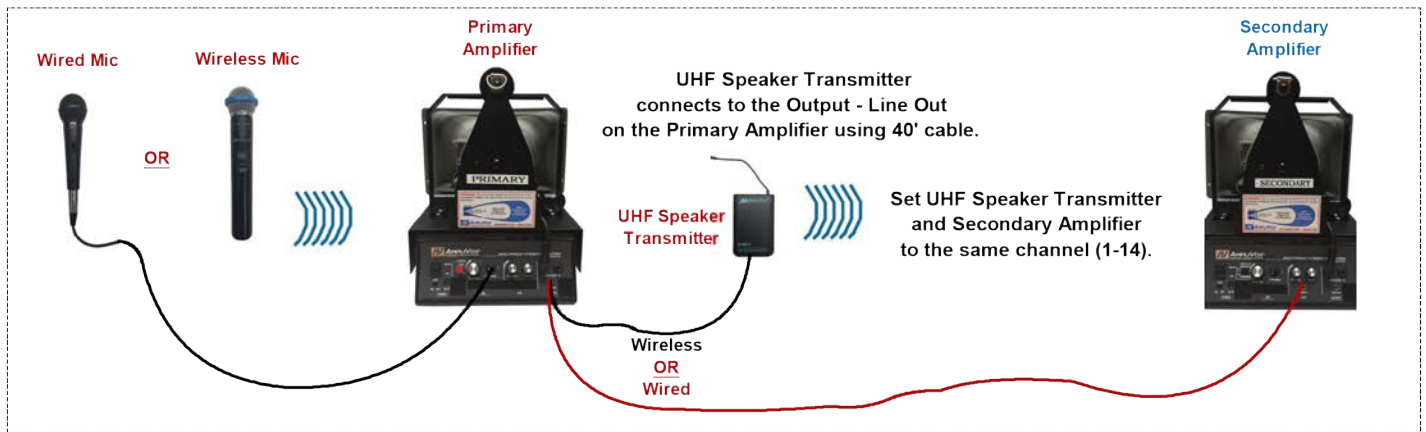 Wired Mic
Wireless Mic
OR
Primary
Amplifier
PRIMARY
AMPLIVOX
UHF Speaker Transmitter
connects to the Output - Line Out
on the Primary Amplifier using 40' cable.
UHF Speaker
Transmitter
Set UHF Speaker Transmitter
and Secondary Amplifier
to the same channel (1-14).
Secondary
Amplifier
SECONDARY
AMPLIVOX
Wireless
OR
Wired